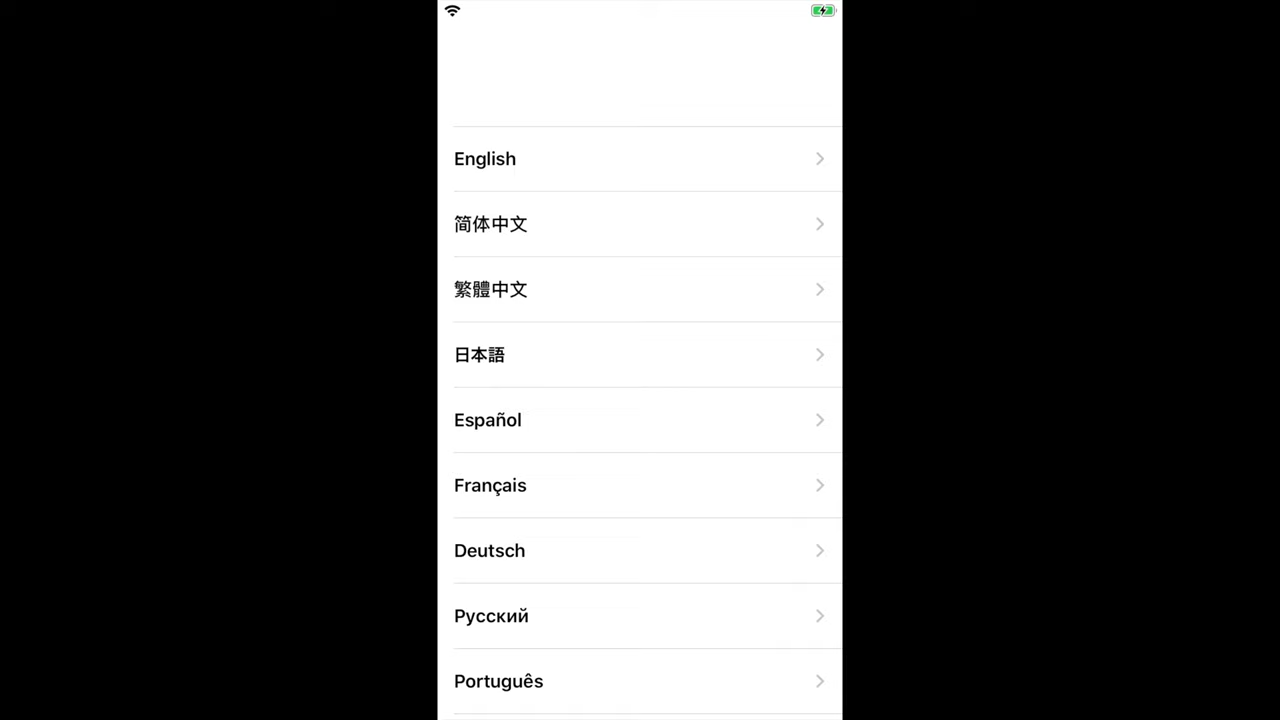 English
简体中文
繁體中文
日本語
Español
Français
Deutsch
Русский
Português